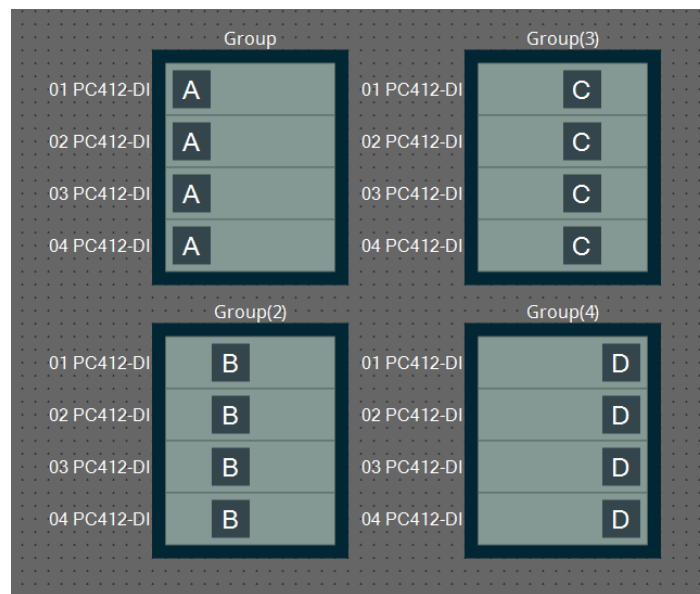 Group
01 PC412-DI A
02 PC412-DI A
03 PC412-DI A
04 PC412-DI A
Group(3)
01 PC412-DI C
02 PC412-DI C
03 PC412-DI C
04 PC412-DI C
Group(2)
01 PC412-DI B
02 PC412-DI B
03 PC412-DI B
04 PC412-DI B
Group(4)
01 PC412-DI D
02 PC412-DI D
03 PC412-DI D
04 PC412-DI D